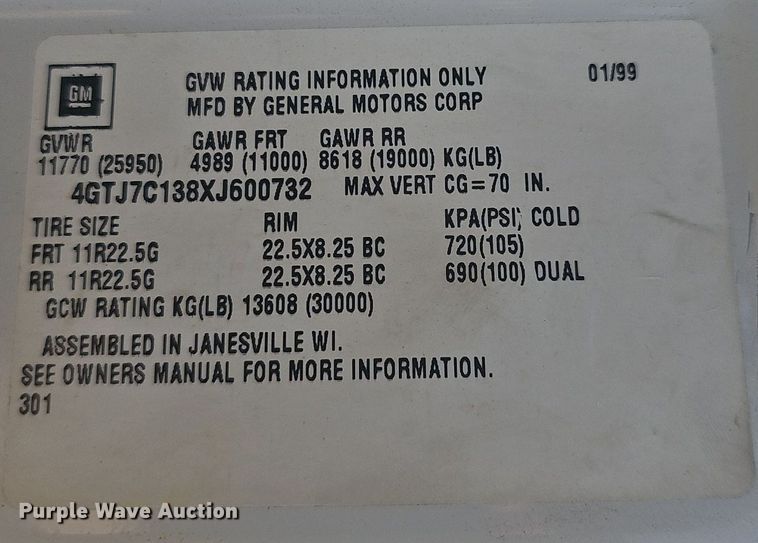 GM
GVW RATING INFORMATION ONLY 01/99
MFD BY GENERAL MOTORS CORP
GVWR GAWR FRT GAWR RR
11770 (25950) 4989 (11000) 8618 (19000) KG(LB)
4GTJ7C138XJ600732 MAX VERT CG=70 IN.
TIRE SIZE RIM KPA(PSI) COLD
FRT 11R22.5G 22.5X8.25 BC 720(105)
RR 11R22.5G 22.5X8.25 BC 690(100) DUAL
GCW RATING KG(LB) 13608 (30000)
ASSEMBLED IN JANESVILLE WI.
SEE OWNERS MANUAL FOR MORE INFORMATION.
301
Purple Wave Auction